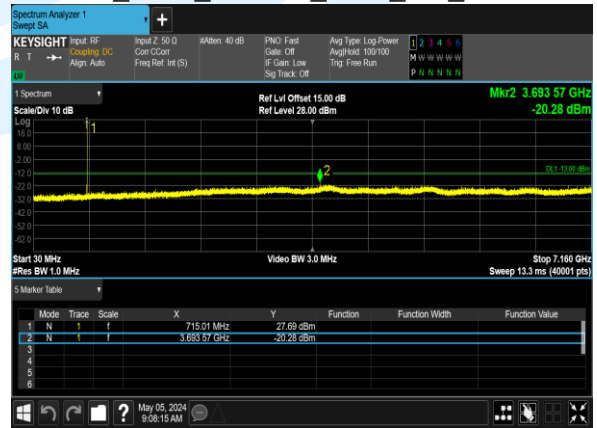 Spectrum Analyzer 1
Swept SA
KEYSIGHT Input: RF Input Z: 50 Ω #Atten: 40 dB PNO: Fast Avg Type: Log-Power 1 2 3 4 5 6
R T Coupling: DC Corr CCorr Gate: Off Avg|Hold: 100/100 M W W W W W
Align: Auto Freq Ref: Int (S) IF Gain: Low Trig: Free Run
Sig Track: Off P N N N N N
LU
1 Spectrum Ref Lvl Offset 15.00 dB Mkr2 3.693 57 GHz
Scale/Div 10 dB Ref Level 28.00 dBm -20.28 dBm
Log
1
18.0
8.00
-2.00
-12.0 2 DL1 -13.00 dBm
-22.0
-32.0
-42.0
-52.0
-62.0
Start 30 MHz Video BW 3.0 MHz Stop 7.160 GHz
#Res BW 1.0 MHz Sweep 13.3 ms (40001 pts)
5 Marker Table
Mode Trace Scale X Y Function Function Width Function Value
1 N 1 f 715.01 MHz 27.69 dBm
2 N 1 f 3.693 57 GHz -20.28 dBm
3
4
5
6
? May 05, 2024
9:08:15 AM